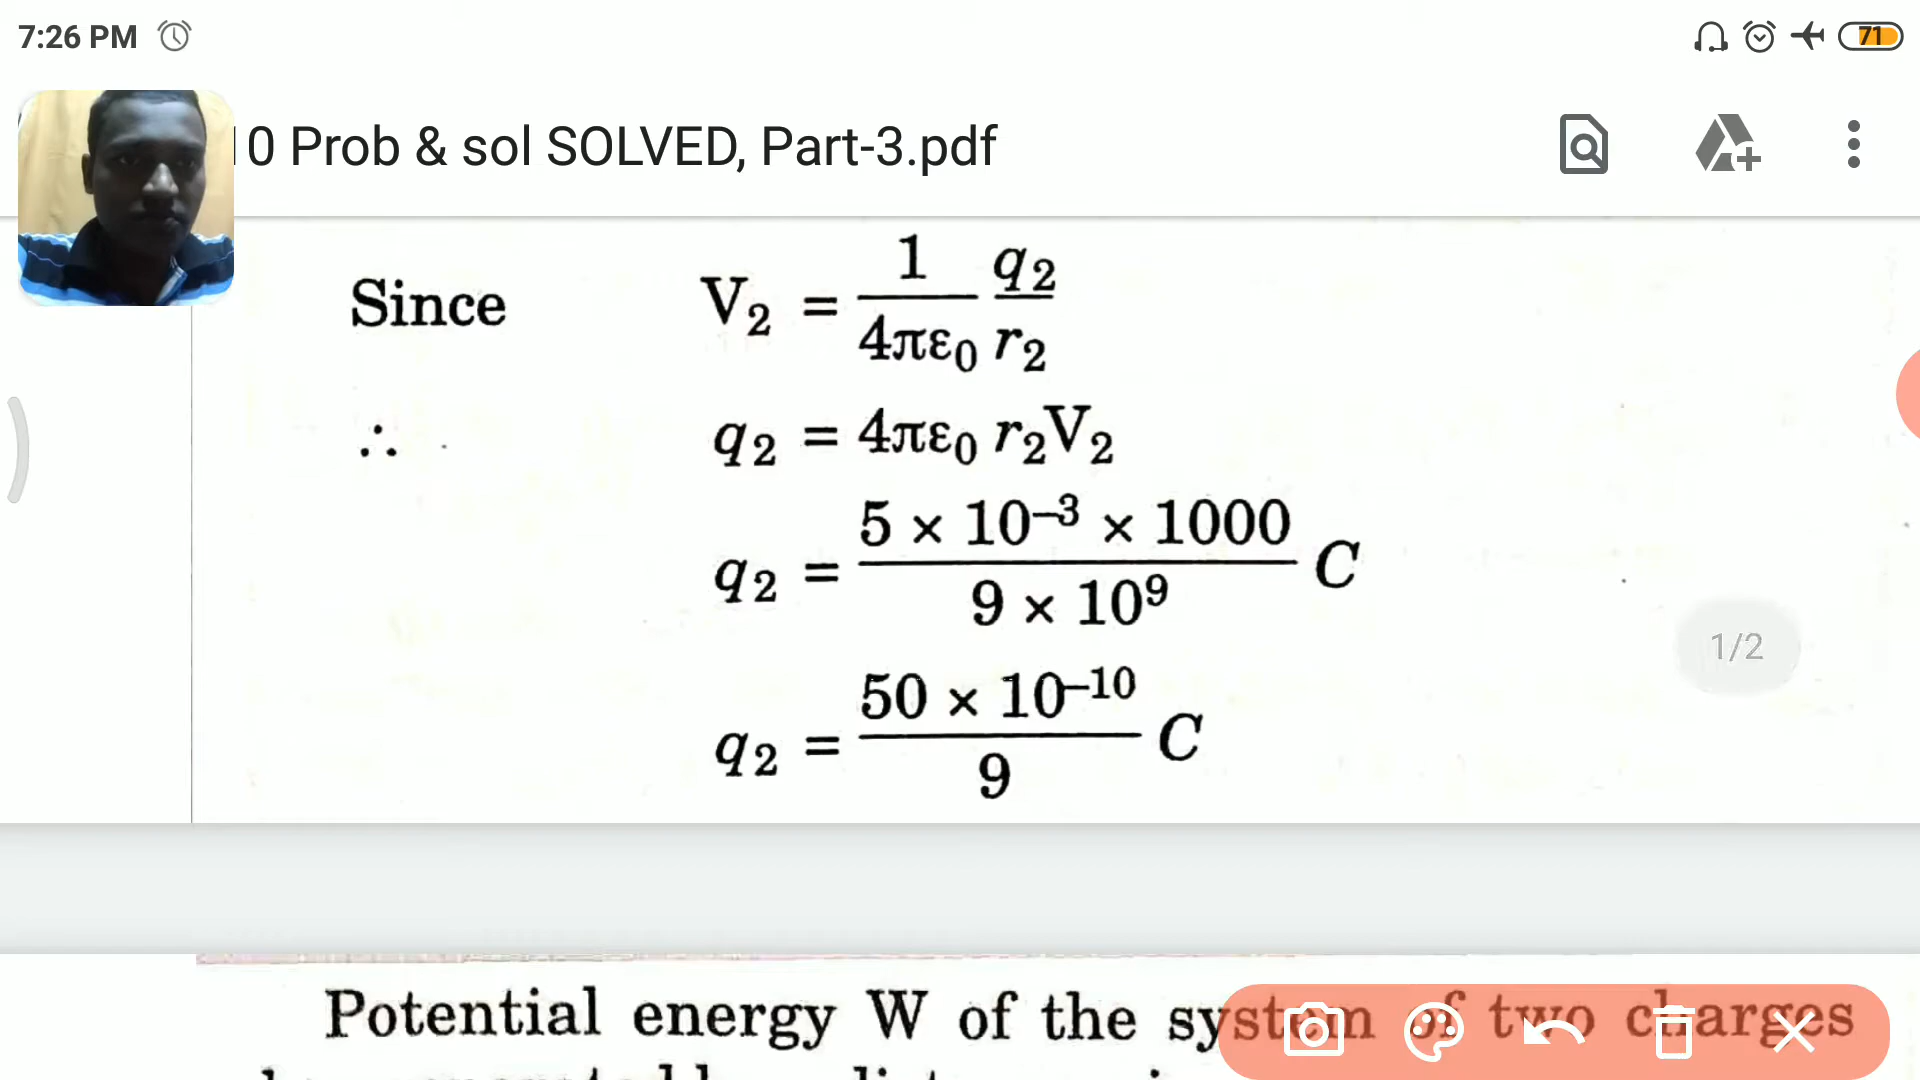 7:26 PM
71
0 Prob & sol SOLVED, Part-3.pdf
Since V₂ = 1/4πε₀ q₂/r₂
∴ q₂ = 4πε₀ r₂V₂
q₂ = 5 × 10⁻³ × 1000 / 9 × 10⁹ C
1/2
q₂ = 50 × 10⁻¹⁰ / 9 C
Potential energy W of the system of two charges